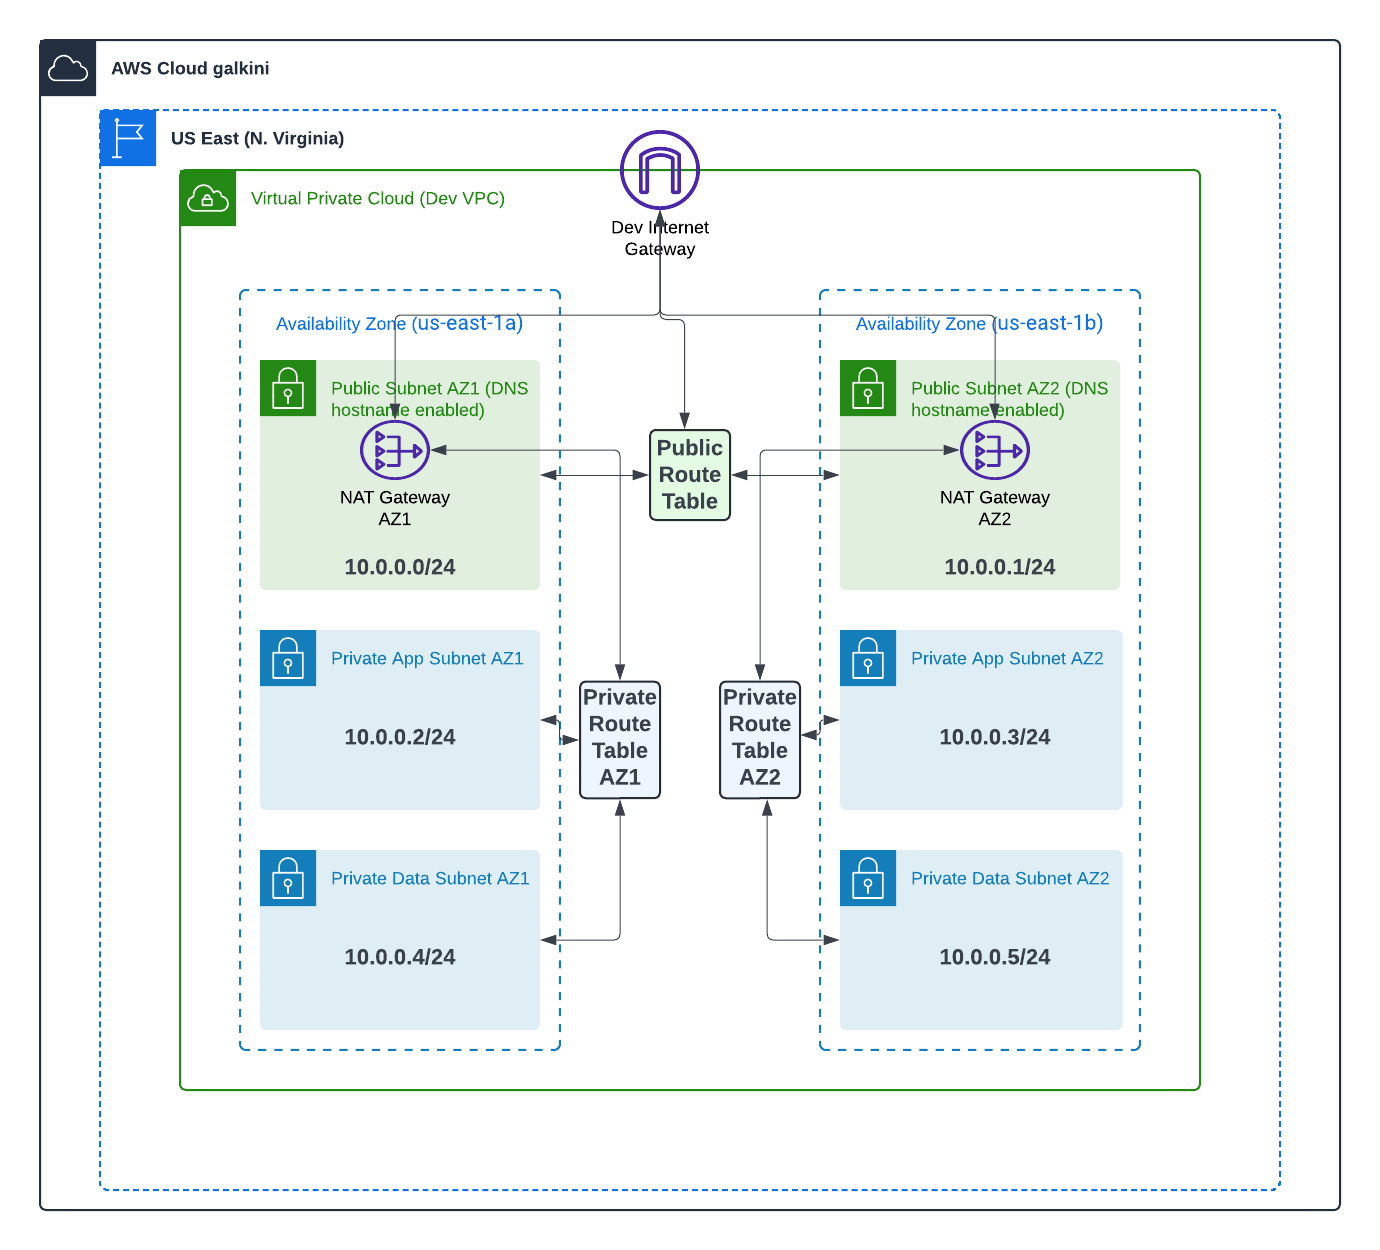 AWS Cloud galkini
US East (N. Virginia)
Virtual Private Cloud (Dev VPC)
Dev Internet
Gateway
Availability Zone (us-east-1a)
Availability Zone (us-east-1b)
Public Subnet AZ1 (DNS
hostname enabled)
Public Subnet AZ2 (DNS
hostname enabled)
Public
Route
Table
NAT Gateway
AZ1
NAT Gateway
AZ2
10.0.0.0/24
10.0.0.1/24
Private App Subnet AZ1
Private App Subnet AZ2
Private
Route
Table
AZ1
Private
Route
Table
AZ2
10.0.0.2/24
10.0.0.3/24
Private Data Subnet AZ1
Private Data Subnet AZ2
10.0.0.4/24
10.0.0.5/24